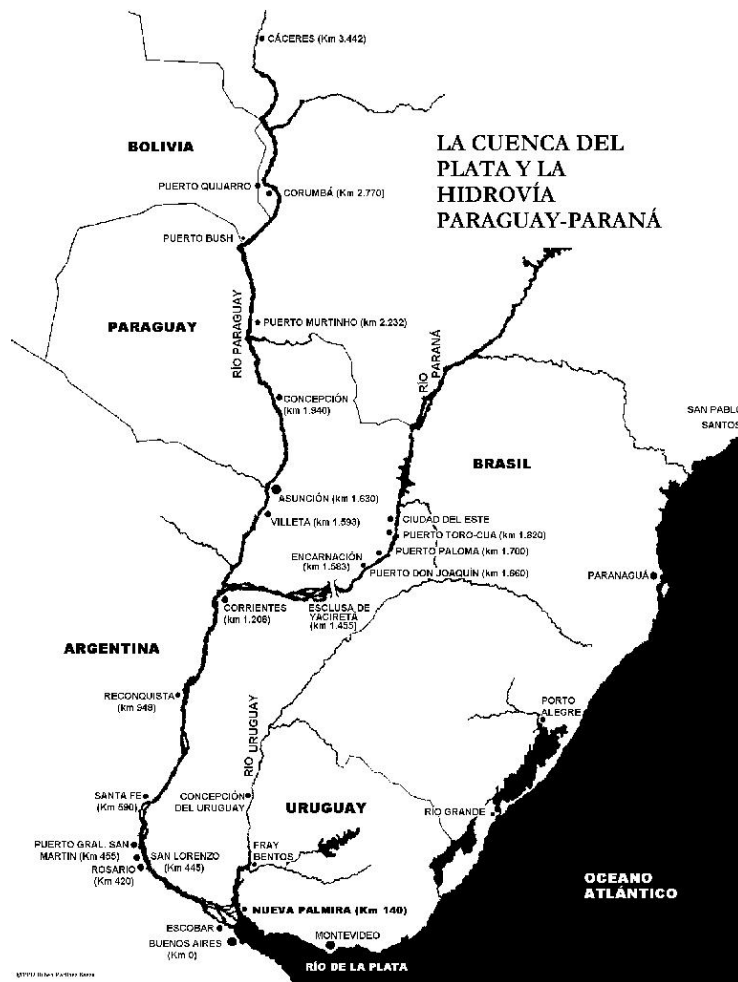 CÁCERES (Km 3.442)
BOLIVIA
LA CUENCA DEL
PLATA Y LA
HIDROVÍA
PARAGUAY-PARANÁ
PUERTO QUIJARRO
CORUMBÁ (Km 2.770)
PUERTO BUSH
PARAGUAY
RÍO PARAGUAY
PUERTO MURTINHO (km 2.232)
RÍO
PARANÁ
CONCEPCIÓN
(km 1.940)
SAN PABLO
SANTOS
BRASIL
ASUNCIÓN (km 1.630)
VILLETA (km 1.593)
CIUDAD DEL ESTE
PUERTO TORO-CUA (km 1.820)
PUERTO PALOMA (km 1.700)
ENCARNACIÓN
(km 1.583)
PUERTO DON JOAQUÍN (km 1.660)
PARANAGUÁ
CORRIENTES
(km 1.208)
ESCLUSA DE
YACIRETÁ
(km 1.455)
ARGENTINA
RECONQUISTA
(km 949)
RÍO URUGUAY
PORTO
ALEGRE
SANTA FE
(Km 590)
CONCEPCIÓN
DEL URUGUAY
URUGUAY
RÍO GRANDE
PUERTO GRAL. SAN
MARTIN (Km 455)
SAN LORENZO
(Km 445)
ROSARIO
(Km 420)
FRAY
BENTOS
OCEANO
ATLÁNTICO
NUEVA PALMIRA (Km 140)
ESCOBAR
BUENOS AIRES
(Km 0)
MONTEVIDEO
RÍO DE LA PLATA